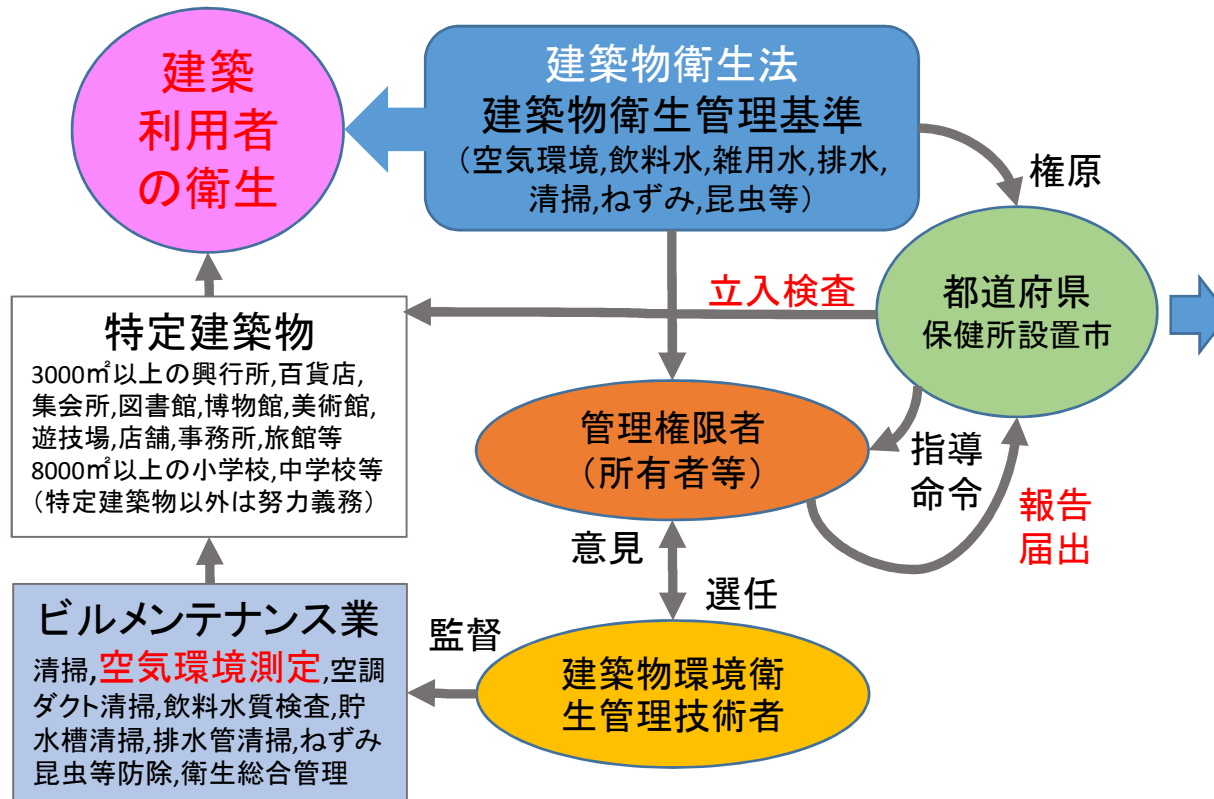 建築
利用者
の衛生
建築物衛生法
建築物衛生管理基準
（空気環境,飲料水,雑用水,排水,
清掃,ねずみ,昆虫等）
権原
立入検査
都道府県
保健所設置市
特定建築物
3000㎡以上の興行所,百貨店,
集会所,図書館,博物館,美術館,
遊技場,店舗,事務所,旅館等
8000㎡以上の小学校,中学校等
（特定建築物以外は努力義務）
管理権限者
（所有者等）
指導
命令
報告
届出
意見
選任
監督
ビルメンテナンス業
清掃,空気環境測定,空調
ダクト清掃,飲料水質検査,貯
水槽清掃,排水管清掃,ねずみ
昆虫等防除,衛生総合管理
建築物環境衛
生管理技術者